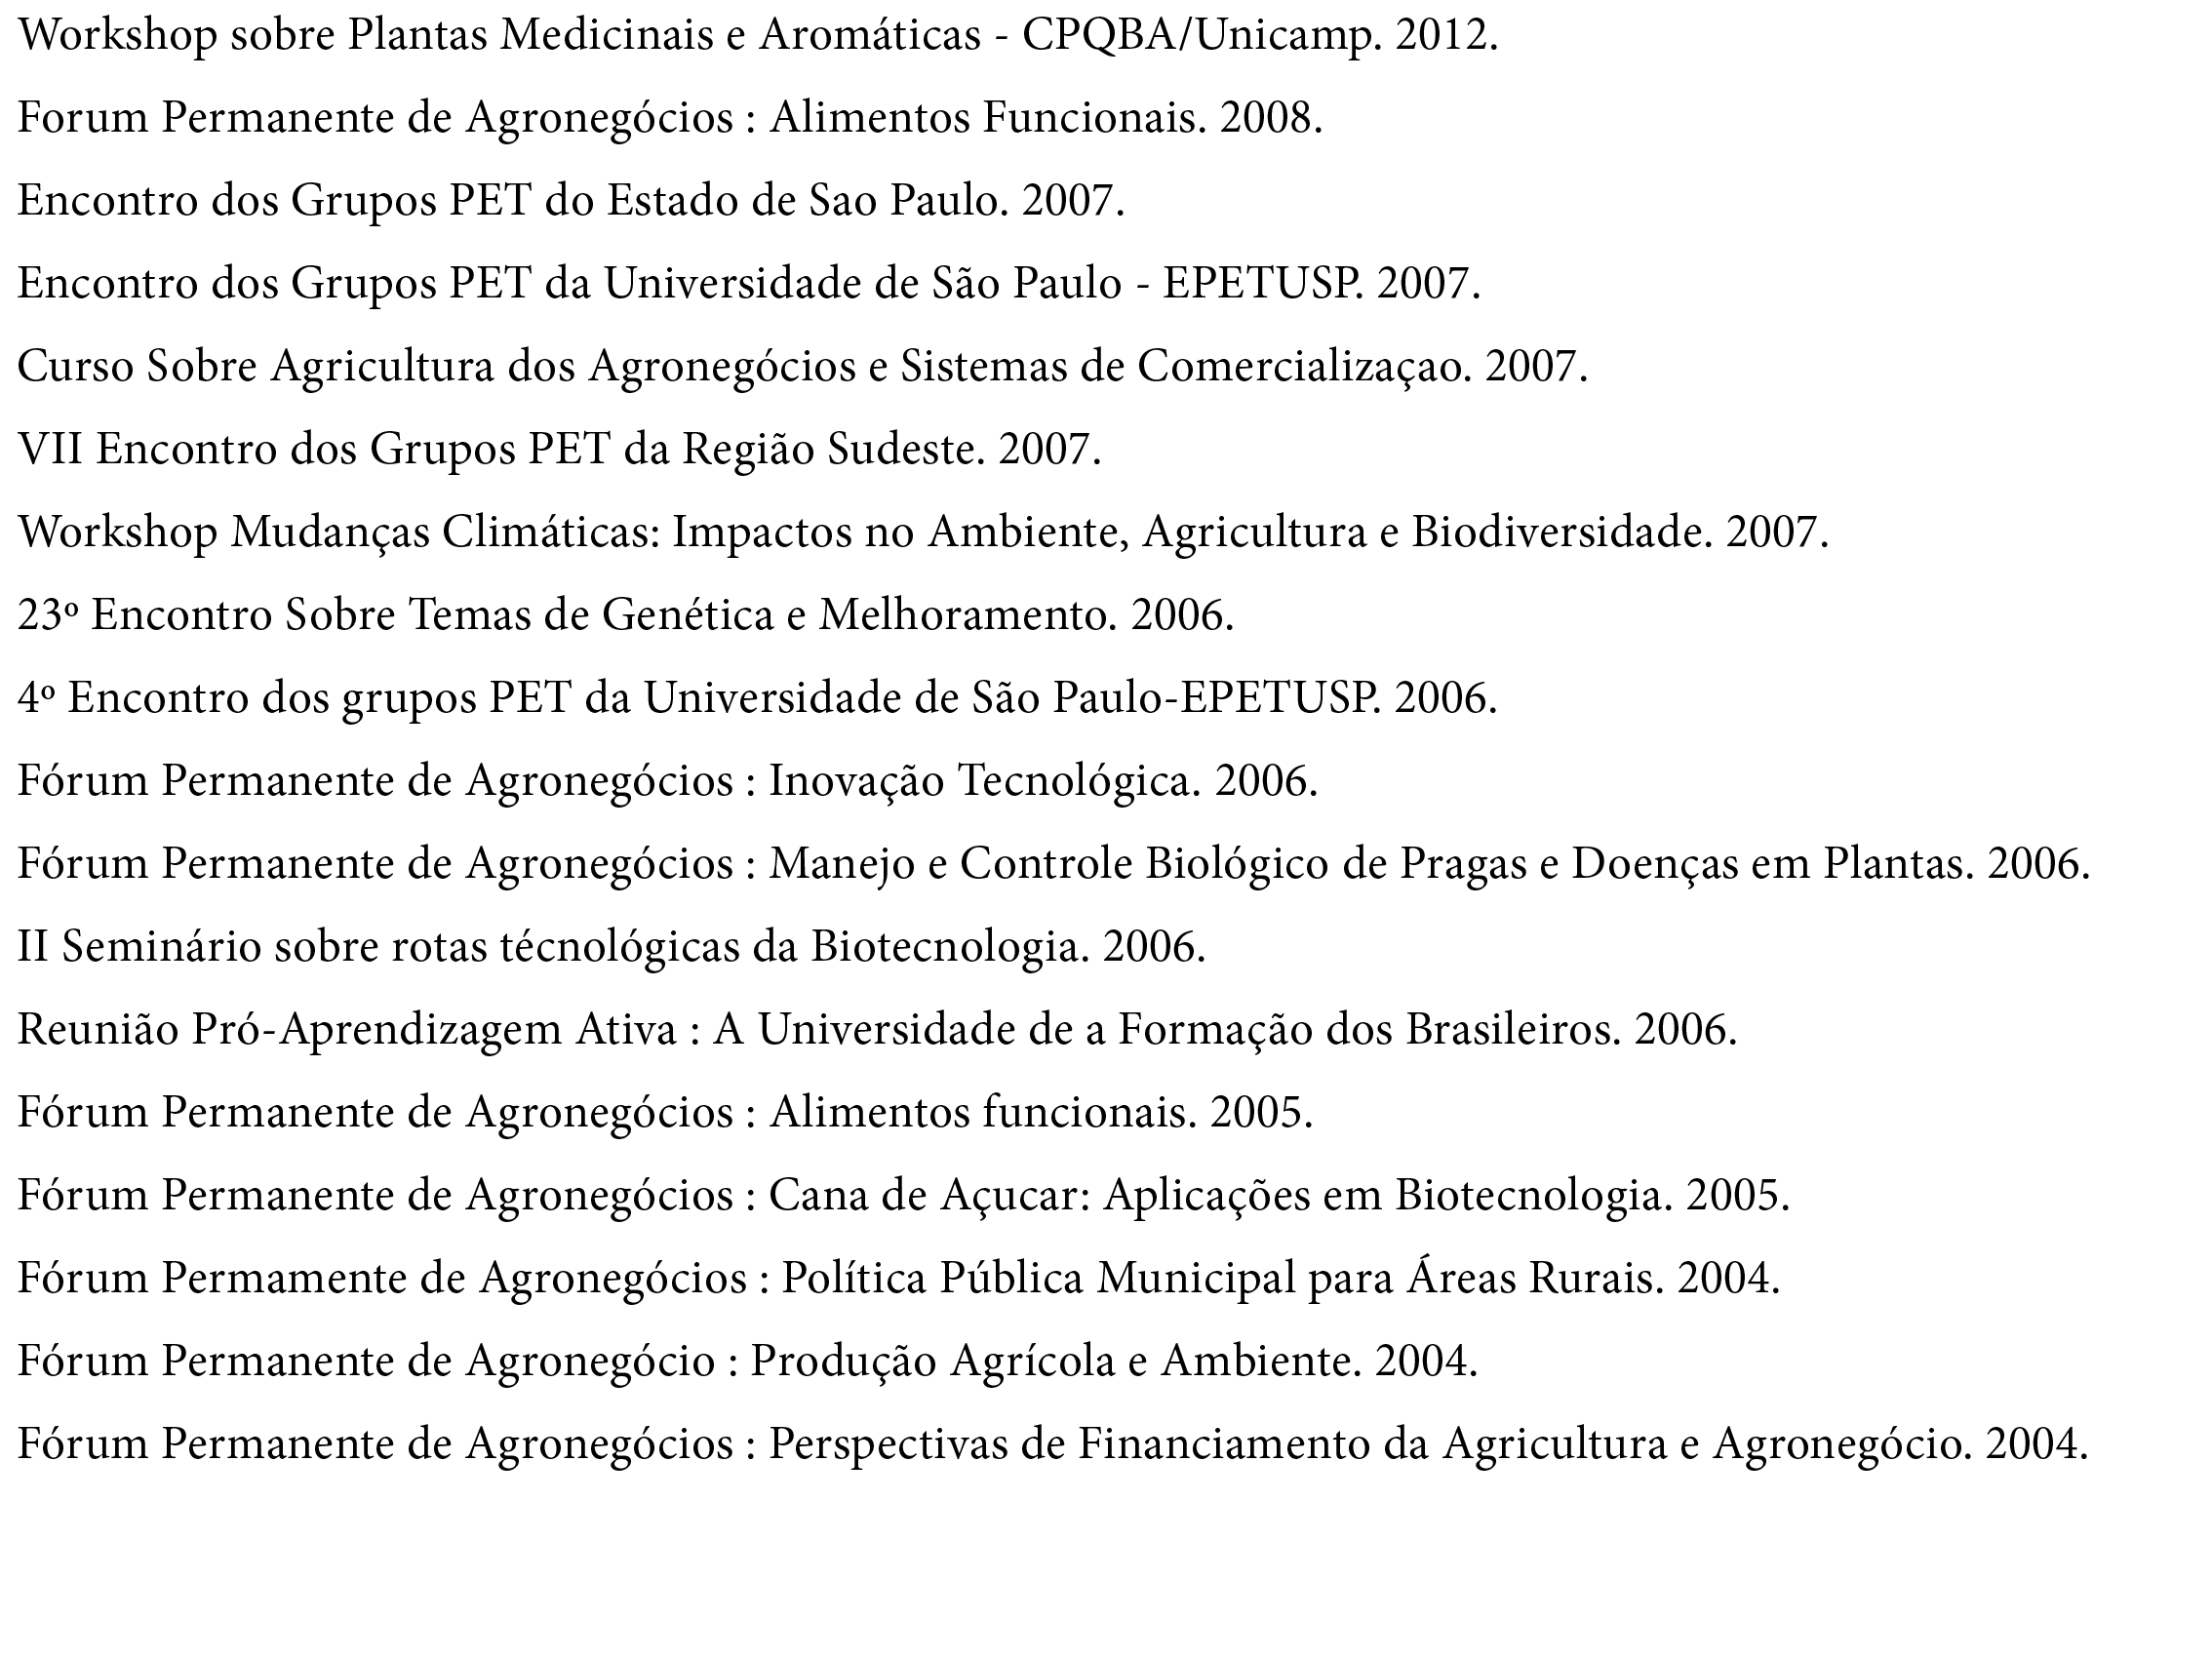 Workshop sobre Plantas Medicinais e Aromáticas - CPQBA/Unicamp. 2012.
Forum Permanente de Agronegócios : Alimentos Funcionais. 2008.
Encontro dos Grupos PET do Estado de Sao Paulo. 2007.
Encontro dos Grupos PET da Universidade de São Paulo - EPETUSP. 2007.
Curso Sobre Agricultura dos Agronegócios e Sistemas de Comercializaçao. 2007.
VII Encontro dos Grupos PET da Região Sudeste. 2007.
Workshop Mudanças Climáticas: Impactos no Ambiente, Agricultura e Biodiversidade. 2007.
23º Encontro Sobre Temas de Genética e Melhoramento. 2006.
4º Encontro dos grupos PET da Universidade de São Paulo-EPETUSP. 2006.
Fórum Permanente de Agronegócios : Inovação Tecnológica. 2006.
Fórum Permanente de Agronegócios : Manejo e Controle Biológico de Pragas e Doenças em Plantas. 2006.
II Seminário sobre rotas técnológicas da Biotecnologia. 2006.
Reunião Pró-Aprendizagem Ativa : A Universidade de a Formação dos Brasileiros. 2006.
Fórum Permanente de Agronegócios : Alimentos funcionais. 2005.
Fórum Permanente de Agronegócios : Cana de Açucar: Aplicações em Biotecnologia. 2005.
Fórum Permamente de Agronegócios : Política Pública Municipal para Áreas Rurais. 2004.
Fórum Permanente de Agronegócio : Produção Agrícola e Ambiente. 2004.
Fórum Permanente de Agronegócios : Perspectivas de Financiamento da Agricultura e Agronegócio. 2004.